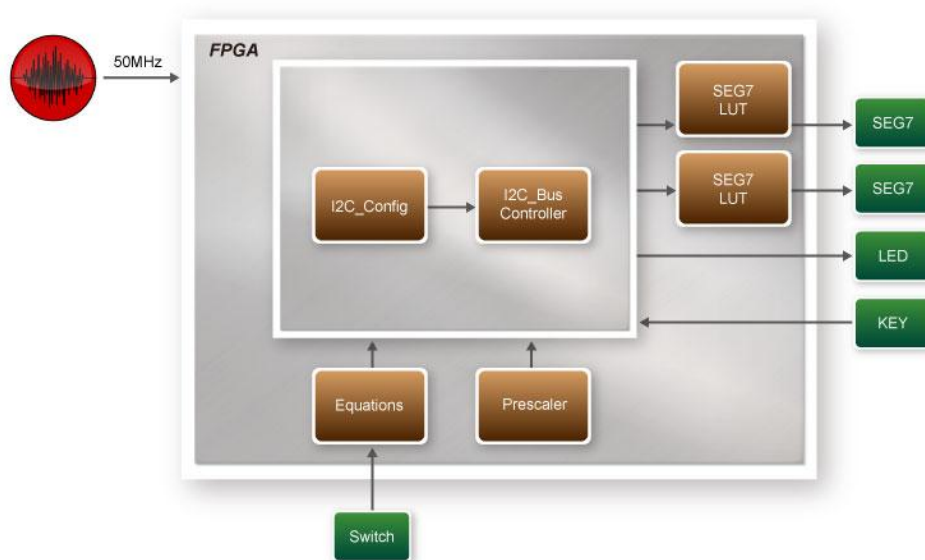 FPGA
50MHz
SEG7
LUT
SEG7
SEG7
LUT
SEG7
I2C_Config
I2C_Bus
Controller
LED
KEY
Equations
Prescaler
Switch